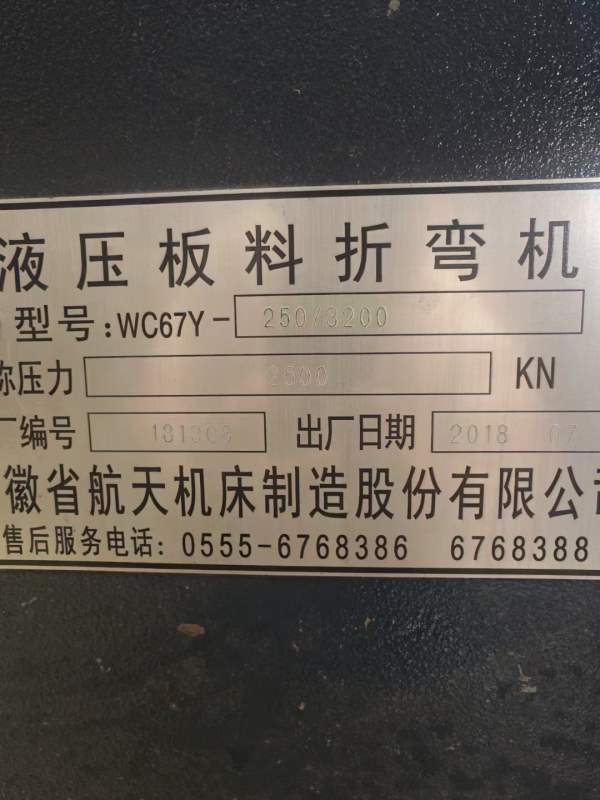 液压板料折弯机
型号:WC67Y-250/3200
称压力 2500 KN
厂编号 出厂日期 2018 07
徽省航天机床制造股份有限公司
售后服务电话: 0555-6768386 6768388